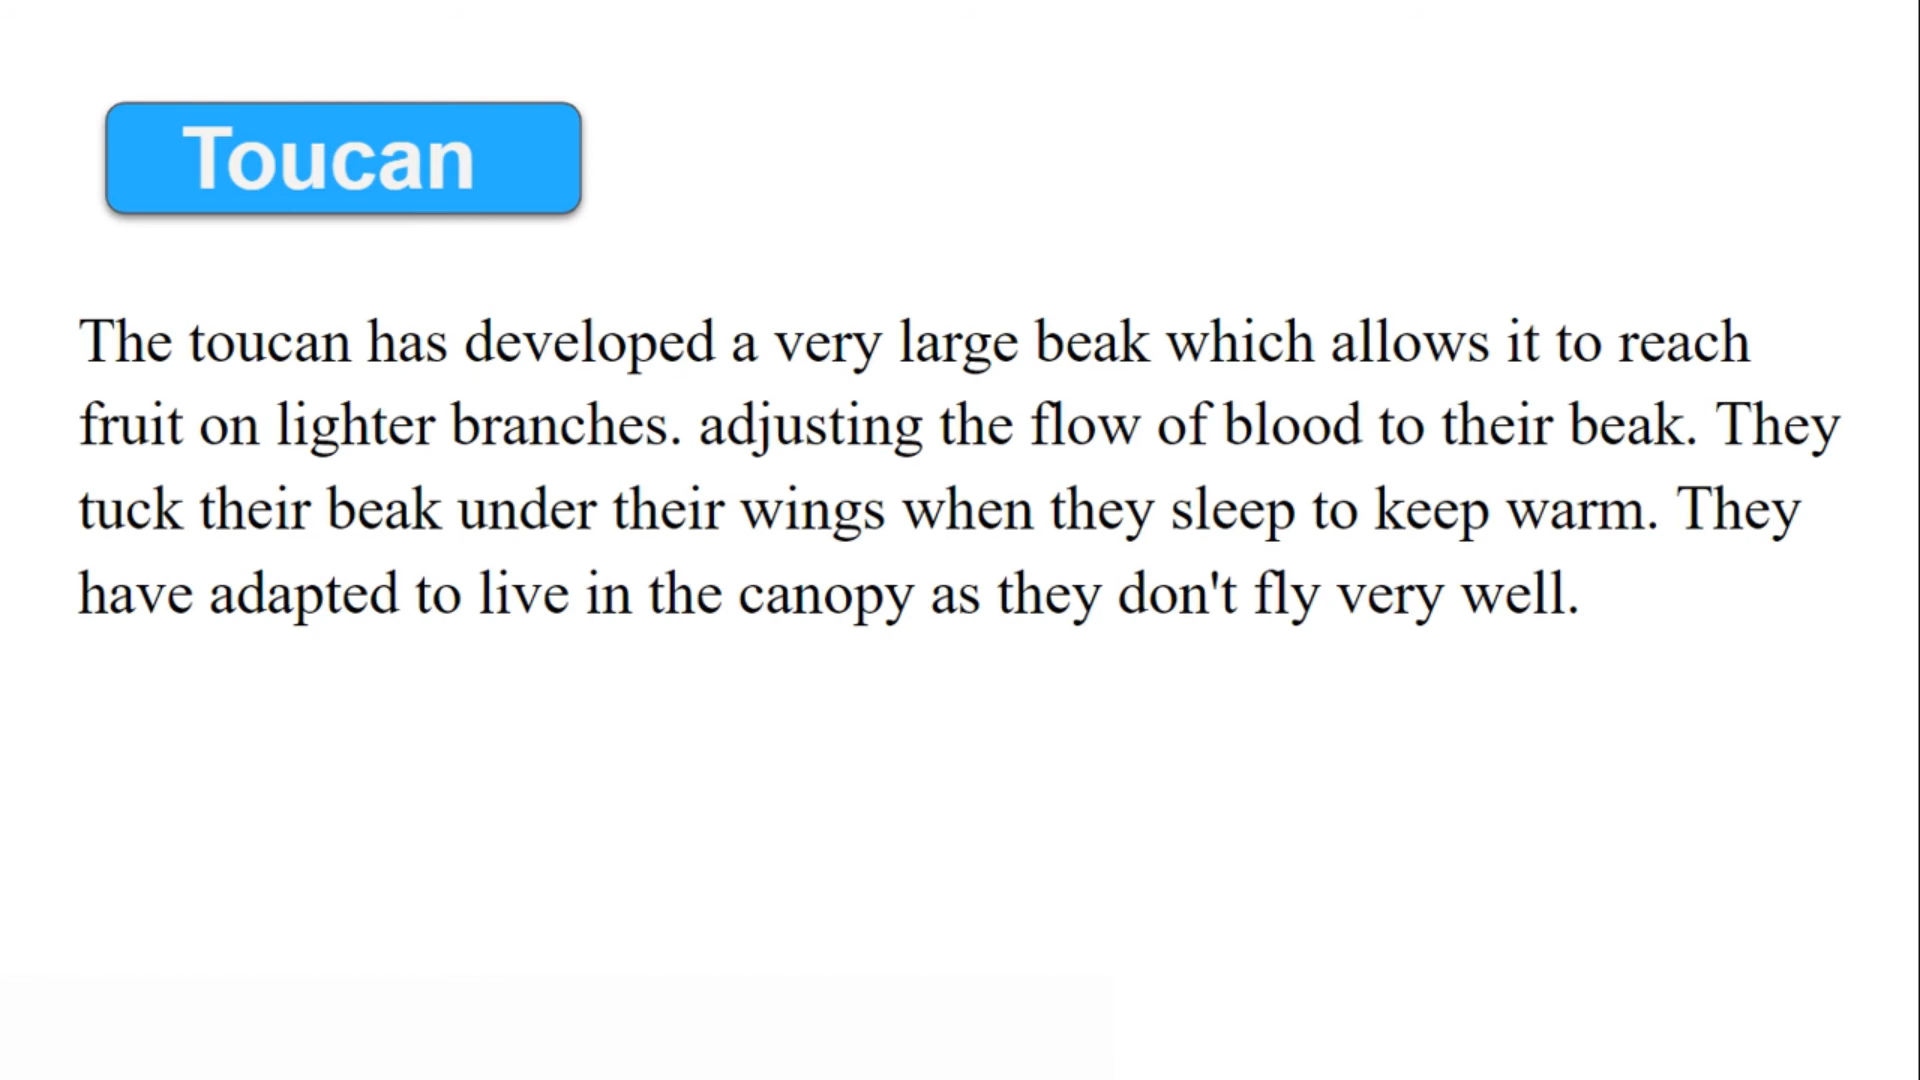 Toucan
The toucan has developed a very large beak which allows it to reach
fruit on lighter branches. adjusting the flow of blood to their beak. They
tuck their beak under their wings when they sleep to keep warm. They
have adapted to live in the canopy as they don't fly very well.